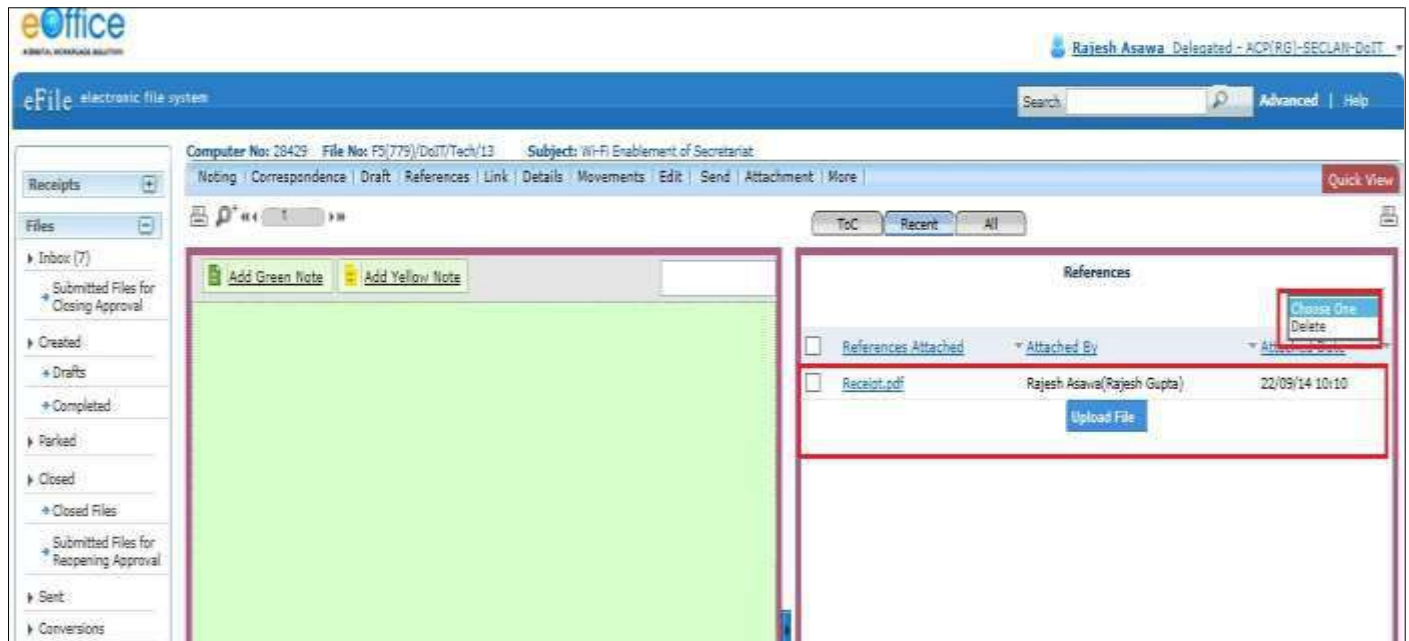 eOffice
A DIGITAL WORKPLACE SOLUTION
Rajesh Asawa Delegated - ACP(RG)-SECLAN-DoIT
eFile electronic file system
Search
Advanced | Help
Computer No: 28429 File No: F5(779)/DoIT/Tech/13 Subject: Wi-Fi Enablement of Secretariat
Noting | Correspondence | Draft | References | Link | Details | Movements | Edit | Send | Attachment | More |
Quick View
Receipts
Files
Inbox (7)
Submitted Files for
Closing Approval
Created
Drafts
Completed
Parked
Closed
Closed Files
Submitted Files for
Reopening Approval
Sent
Conversions
1
ToC Recent All
Add Green Note Add Yellow Note
References
Choose One
Delete
References Attached Attached By Attached Date
Receipt.pdf Rajesh Asawa(Rajesh Gupta) 22/09/14 10:10
Upload File